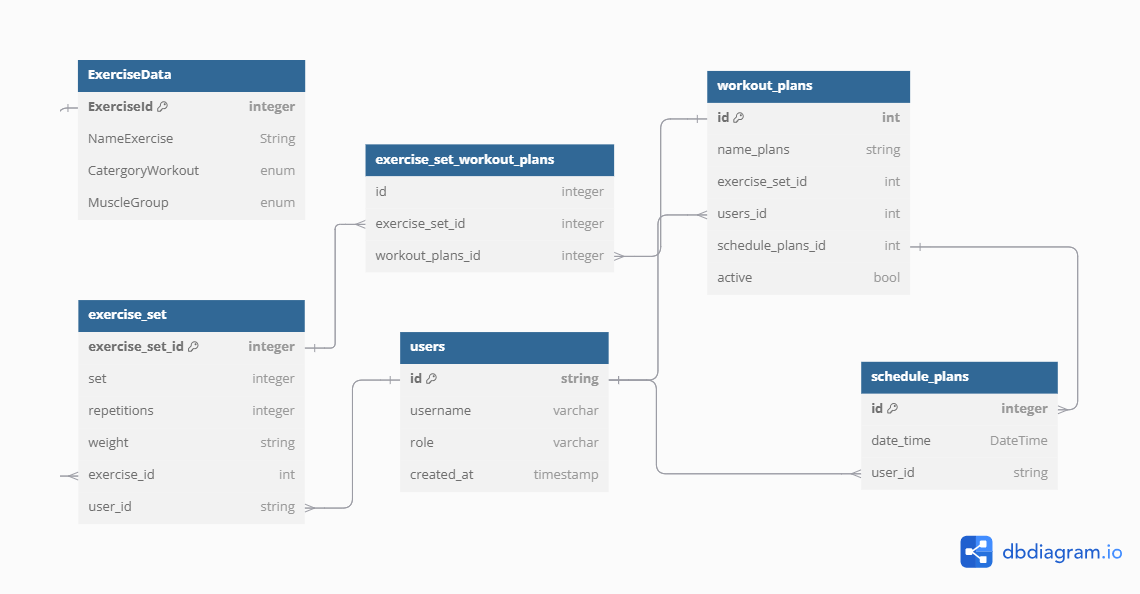 ExerciseData
ExerciseId integer
NameExercise String
CatergoryWorkout enum
MuscleGroup enum
exercise_set_workout_plans
id integer
exercise_set_id integer
workout_plans_id integer
workout_plans
id int
name_plans string
exercise_set_id int
users_id int
schedule_plans_id int
active bool
exercise_set
exercise_set_id integer
set integer
repetitions integer
weight string
exercise_id int
user_id string
users
id string
username varchar
role varchar
created_at timestamp
schedule_plans
id integer
date_time DateTime
user_id string
dbdiagram.io